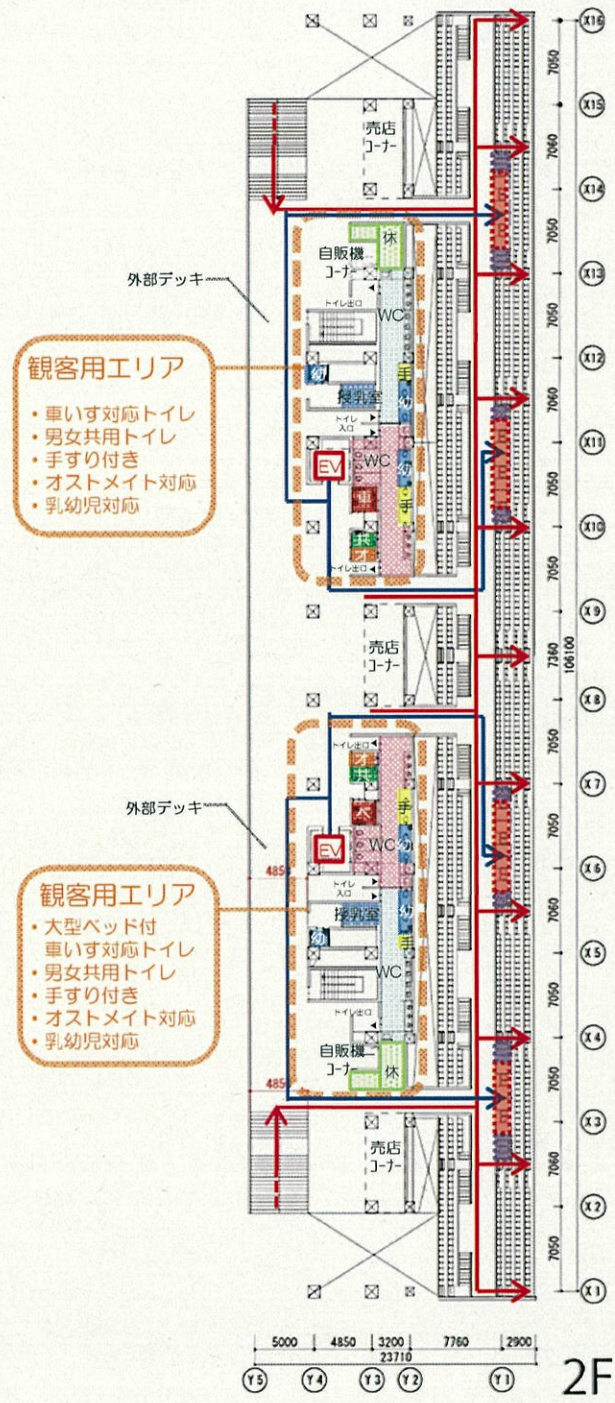 X16
7050
X15
売店
コーナー
7060
X14
7050
休
自販機
コーナー
X13
外部デッキ
トイレ出口
WC
7050
X12
観客用エリア
・車いす対応トイレ
・男女共用トイレ
・手すり付き
・オストメイト対応
・乳幼児対応
幼
手
授乳室
幼
7060
トイレ
入口
X11
EV
WC
幼
車
手
7050
X10
共
オ
トイレ出口
7050
X9
売店
コーナー
7360
106100
X8
トイレ出口
7050
オ
共
X7
外部デッキ
大
手
WC
幼
7050
EV
X6
4850
観客用エリア
・大型ベッド付
車いす対応トイレ
・男女共用トイレ
・手すり付き
・オストメイト対応
・乳幼児対応
トイレ
入口
授乳室
幼
7060
幼
手
X5
WC
7050
トイレ出口
X4
自販機
コーナー
休
7050
4850
X3
売店
コーナー
7060
X2
7050
X1
5000 4850 3200 7760 2900
23710
Y5 Y4 Y3 Y2 Y1
2F